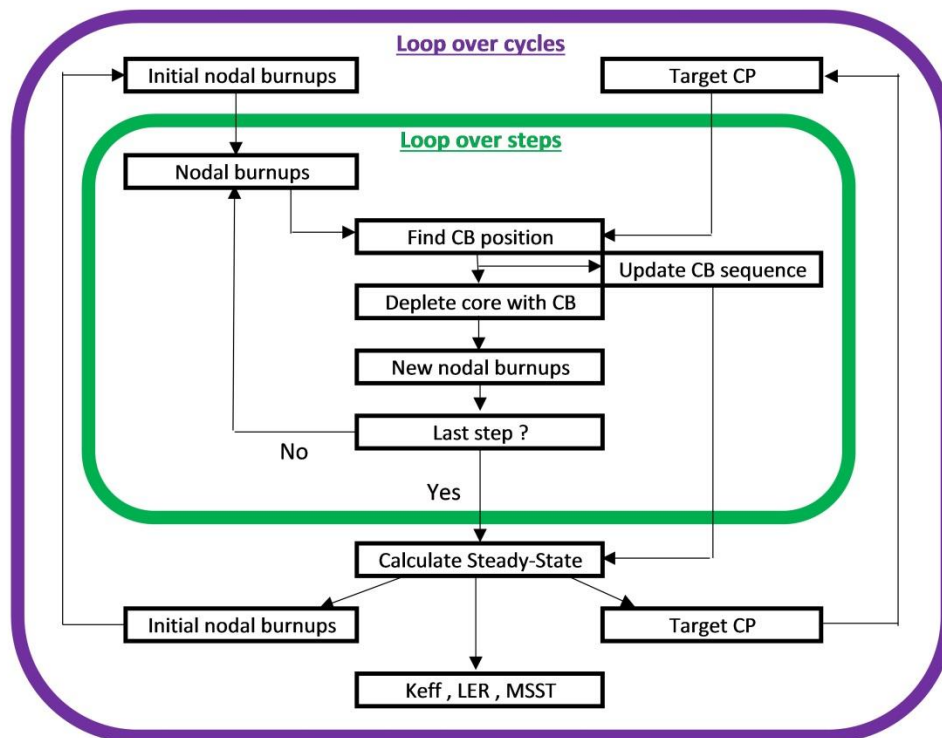 Loop over cycles
Initial nodal burnups
Target CP
Loop over steps
Nodal burnups
Find CB position
Update CB sequence
Deplete core with CB
New nodal burnups
Last step ?
No
Yes
Calculate Steady-State
Initial nodal burnups
Target CP
Keff , LER , MSST